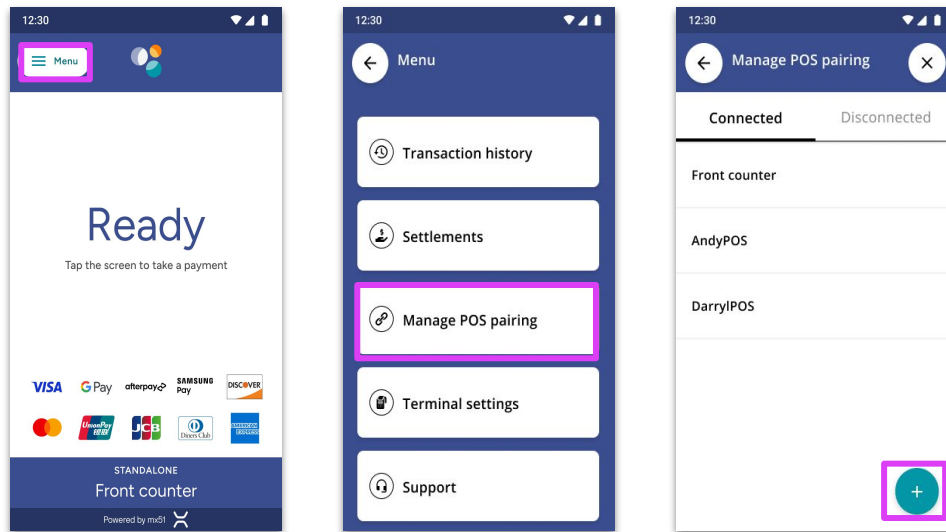 12:30
Menu
Ready
Tap the screen to take a payment
VISA
G Pay
afterpay
SAMSUNG
Pay
DISCOVER
UnionPay
银联
JCB
Diners Club
AMERICAN
EXPRESS
STANDALONE
Front counter
Powered by mx51
12:30
Menu
Transaction history
Settlements
Manage POS pairing
Terminal settings
Support
12:30
Manage POS pairing
Connected
Disconnected
Front counter
AndyPOS
DarrylPOS